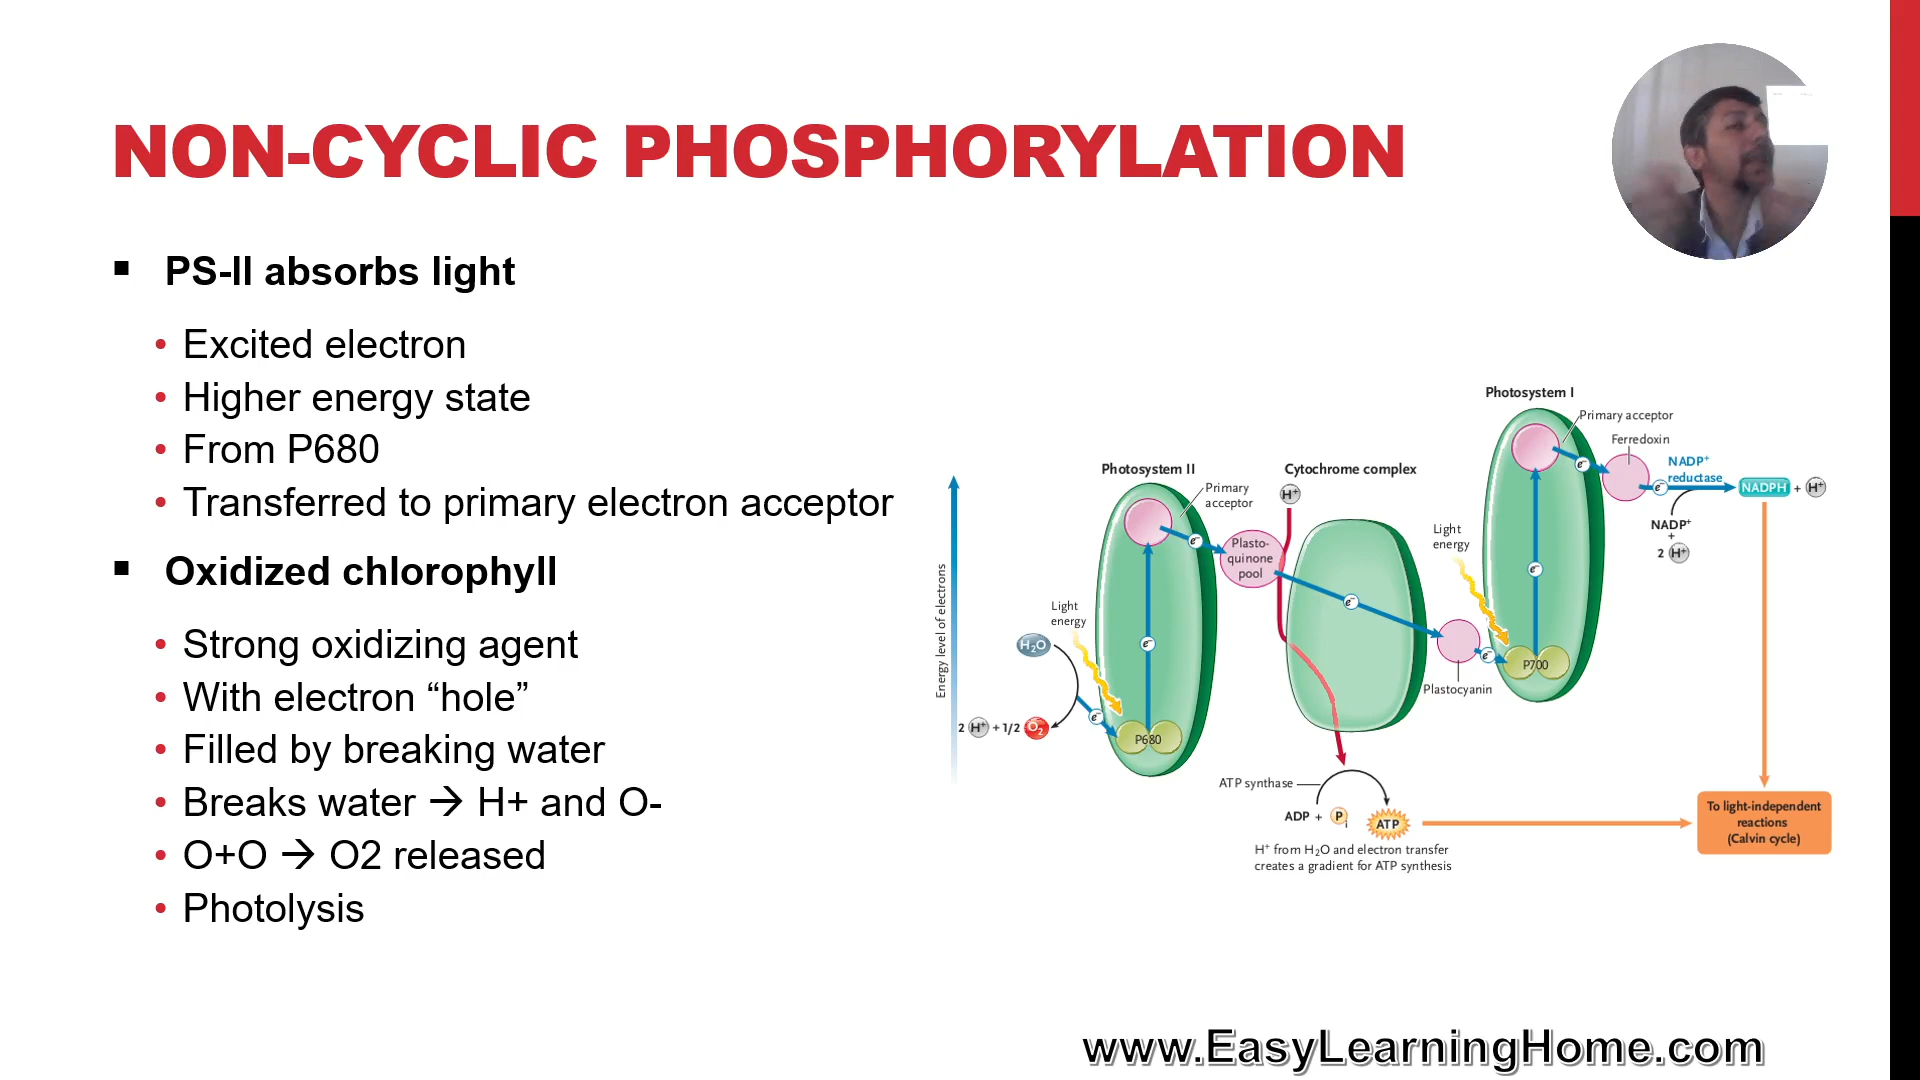 NON-CYCLIC PHOSPHORYLATION
▪ PS-II absorbs light
• Excited electron
• Higher energy state
• From P680
• Transferred to primary electron acceptor
▪ Oxidized chlorophyll
• Strong oxidizing agent
• With electron “hole”
• Filled by breaking water
• Breaks water → H+ and O-
• O+O → O2 released
• Photolysis
Photosystem I
Primary acceptor
Ferredoxin
NADP⁺
reductase
NADPH + H⁺
NADP⁺
+
2 H⁺
Photosystem II
Primary
acceptor
Cytochrome complex
H⁺
Plasto-
quinone
pool
e⁻
e⁻
e⁻
e⁻
e⁻
e⁻
e⁻
e⁻
Light
energy
Light
energy
Energy level of electrons
H₂O
2 H⁺ + 1/2 O₂
P680
P700
Plastocyanin
ATP synthase
ADP + Pi
ATP
H⁺ from H₂O and electron transfer
creates a gradient for ATP synthesis
To light-independent
reactions
(Calvin cycle)
www.EasyLearningHome.com